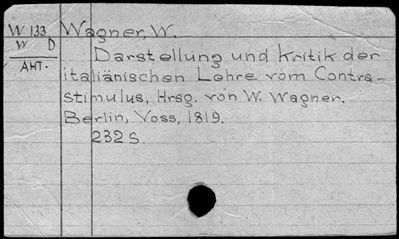 W 133 Wagner, W.
W D
AHT.
Darstellung und Kritik der
italiänischen Lehre vom Contra-
stimulus, Hrsg. von W. Wagner.
Berlin, Voss, 1819.
232 S.